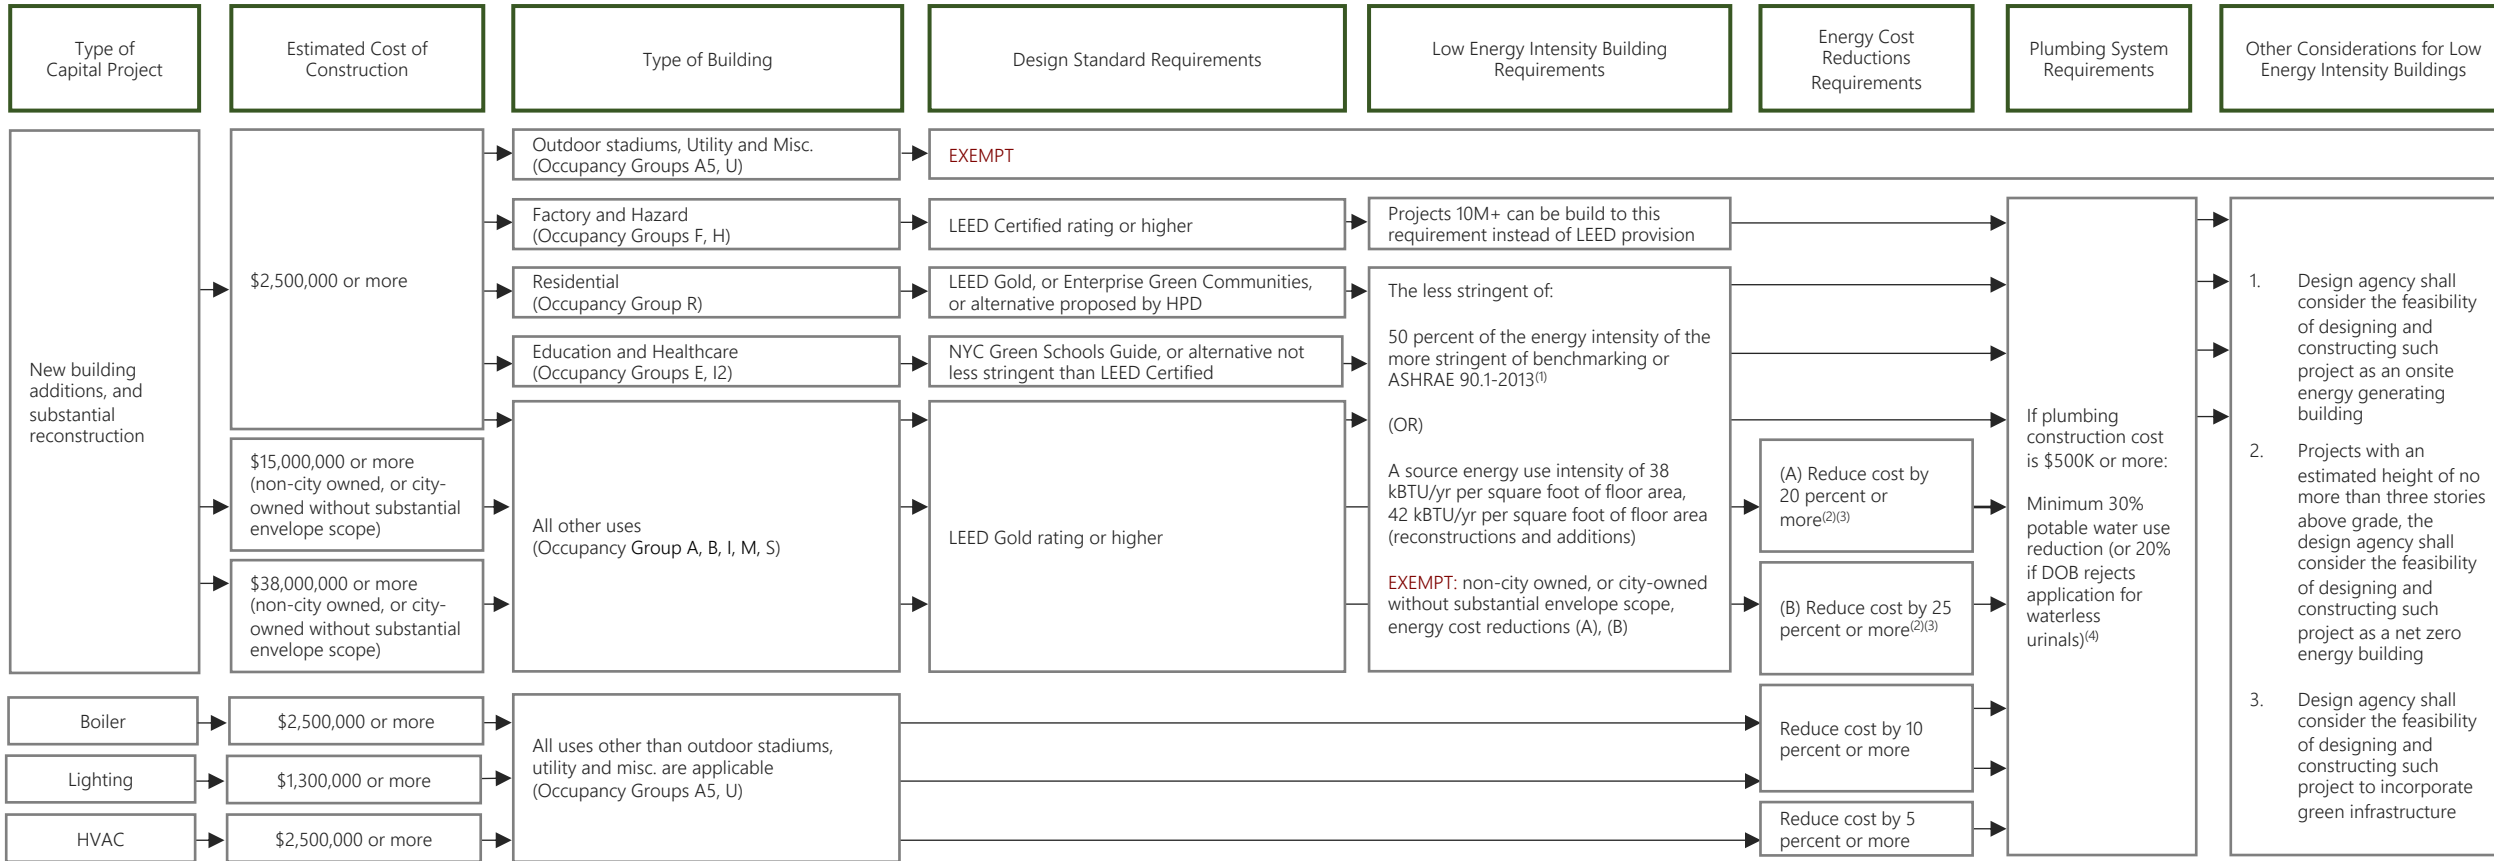 Type of
Capital Project
Estimated Cost of
Construction
Type of Building
Design Standard Requirements
Low Energy Intensity Building
Requirements
Energy Cost
Reductions
Requirements
Plumbing System
Requirements
Other Considerations for Low
Energy Intensity Buildings
New building
additions, and
substantial
reconstruction
$2,500,000 or more
$15,000,000 or more
(non-city owned, or city-
owned without substantial
envelope scope)
$38,000,000 or more
(non-city owned, or city-
owned without substantial
envelope scope)
Outdoor stadiums, Utility and Misc.
(Occupancy Groups A5, U)
EXEMPT
Factory and Hazard
(Occupancy Groups F, H)
LEED Certified rating or higher
Projects 10M+ can be build to this
requirement instead of LEED provision
Residential
(Occupancy Group R)
LEED Gold, or Enterprise Green Communities,
or alternative proposed by HPD
Education and Healthcare
(Occupancy Groups E, I2)
NYC Green Schools Guide, or alternative not
less stringent than LEED Certified
All other uses
(Occupancy Group A, B, I, M, S)
LEED Gold rating or higher
The less stringent of:
50 percent of the energy intensity of the
more stringent of benchmarking or
ASHRAE 90.1-2013(1)
(OR)
A source energy use intensity of 38
kBTU/yr per square foot of floor area,
42 kBTU/yr per square foot of floor area
(reconstructions and additions)
EXEMPT: non-city owned, or city-owned
without substantial envelope scope,
energy cost reductions (A), (B)
(A) Reduce cost by
20 percent or
more(2)(3)
(B) Reduce cost by 25
percent or more(2)(3)
If plumbing
construction cost
is $500K or more:
Minimum 30%
potable water use
reduction (or 20%
if DOB rejects
application for
waterless
urinals)(4)
1. Design agency shall
consider the feasibility
of designing and
constructing such
project as an onsite
energy generating
building
2. Projects with an
estimated height of no
more than three stories
above grade, the
design agency shall
consider the feasibility
of designing and
constructing such
project as a net zero
energy building
3. Design agency shall
consider the feasibility
of designing and
constructing such
project to incorporate
green infrastructure
Boiler
$2,500,000 or more
Lighting
$1,300,000 or more
HVAC
$2,500,000 or more
All uses other than outdoor stadiums,
utility and misc. are applicable
(Occupancy Groups A5, U)
Reduce cost by 10
percent or more
Reduce cost by 5
percent or more